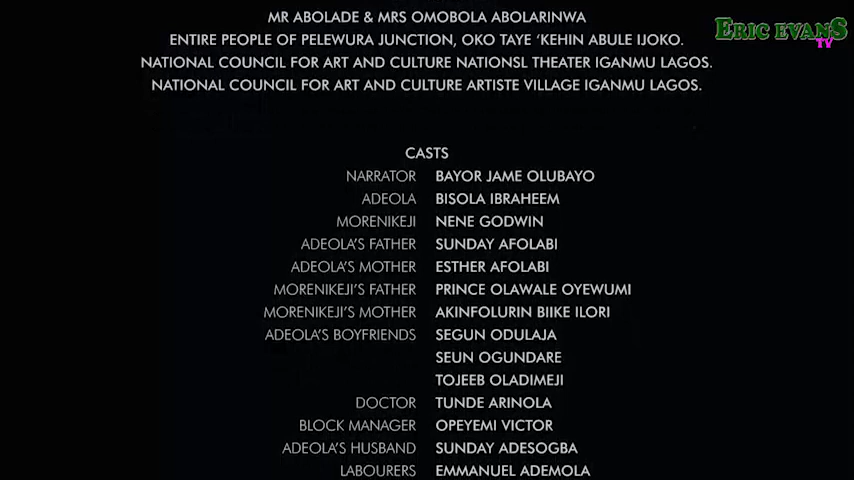 MR ABOLADE & MRS OMOBOLA ABOLARINWA
ENTIRE PEOPLE OF PELEWURA JUNCTION, OKO TAYE ‘KEHIN ABULE IJOKO.
NATIONAL COUNCIL FOR ART AND CULTURE NATIONSL THEATER IGANMU LAGOS.
NATIONAL COUNCIL FOR ART AND CULTURE ARTISTE VILLAGE IGANMU LAGOS.
ERIC EVANS
TV
CASTS
NARRATOR BAYOR JAME OLUBAYO
ADEOLA BISOLA IBRAHEEM
MORENIKEJI NENE GODWIN
ADEOLA'S FATHER SUNDAY AFOLABI
ADEOLA'S MOTHER ESTHER AFOLABI
MORENIKEJI'S FATHER PRINCE OLAWALE OYEWUMI
MORENIKEJI'S MOTHER AKINFOLURIN BIIKE ILORI
ADEOLA'S BOYFRIENDS SEGUN ODULAJA
SEUN OGUNDARE
TOJEEB OLADIMEJI
DOCTOR TUNDE ARINOLA
BLOCK MANAGER OPEYEMI VICTOR
ADEOLA'S HUSBAND SUNDAY ADESOGBA
LABOURERS EMMANUEL ADEMOLA